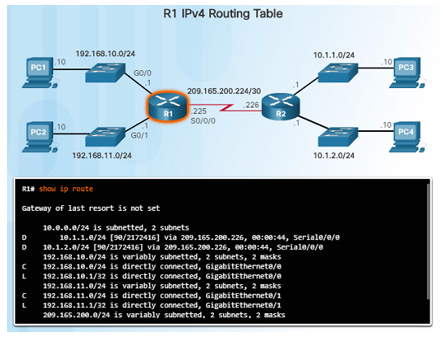 R1 IPv4 Routing Table
192.168.10.0/24
10.1.1.0/24
PC1
.10
G0/0
.1
209.165.200.224/30
.1
.10
PC3
R1
.225
S0/0/0
.226
R2
PC2
.10
.1
G0/1
192.168.11.0/24
.1
10.1.2.0/24
.10
PC4
R1# show ip route
Gateway of last resort is not set
10.0.0.0/24 is subnetted, 2 subnets
D 10.1.1.0/24 [90/2172416] via 209.165.200.226, 00:00:44, Serial0/0/0
D 10.1.2.0/24 [90/2172416] via 209.165.200.226, 00:00:44, Serial0/0/0
192.168.10.0/24 is variably subnetted, 2 subnets, 2 masks
C 192.168.10.0/24 is directly connected, GigabitEthernet0/0
L 192.168.10.1/32 is directly connected, GigabitEthernet0/0
192.168.11.0/24 is variably subnetted, 2 subnets, 2 masks
C 192.168.11.0/24 is directly connected, GigabitEthernet0/1
L 192.168.11.1/32 is directly connected, GigabitEthernet0/1
209.165.200.0/24 is variably subnetted, 2 subnets, 2 masks